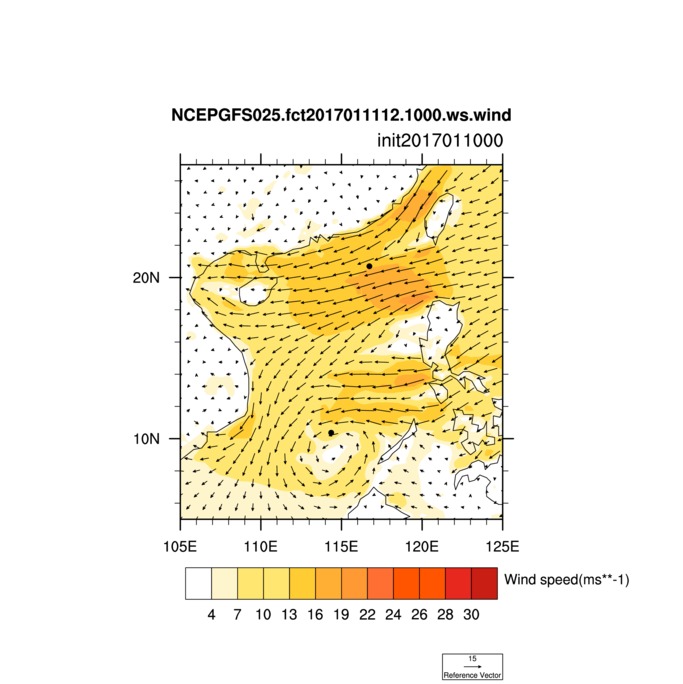 NCEPGFS025.fct2017011112.1000.ws.wind
init2017011000
20N
10N
105E 110E 115E 120E 125E
Wind speed(ms**-1)
4 7 10 13 16 19 22 24 26 28 30
15
Reference Vector